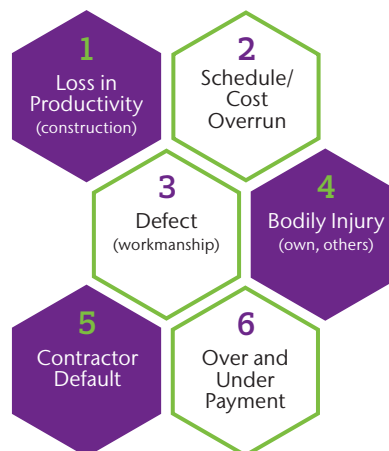 1
Loss in
Productivity
(construction)
2
Schedule/
Cost
Overrun
3
Defect
(workmanship)
4
Bodily Injury
(own, others)
5
Contractor
Default
6
Over and
Under
Payment